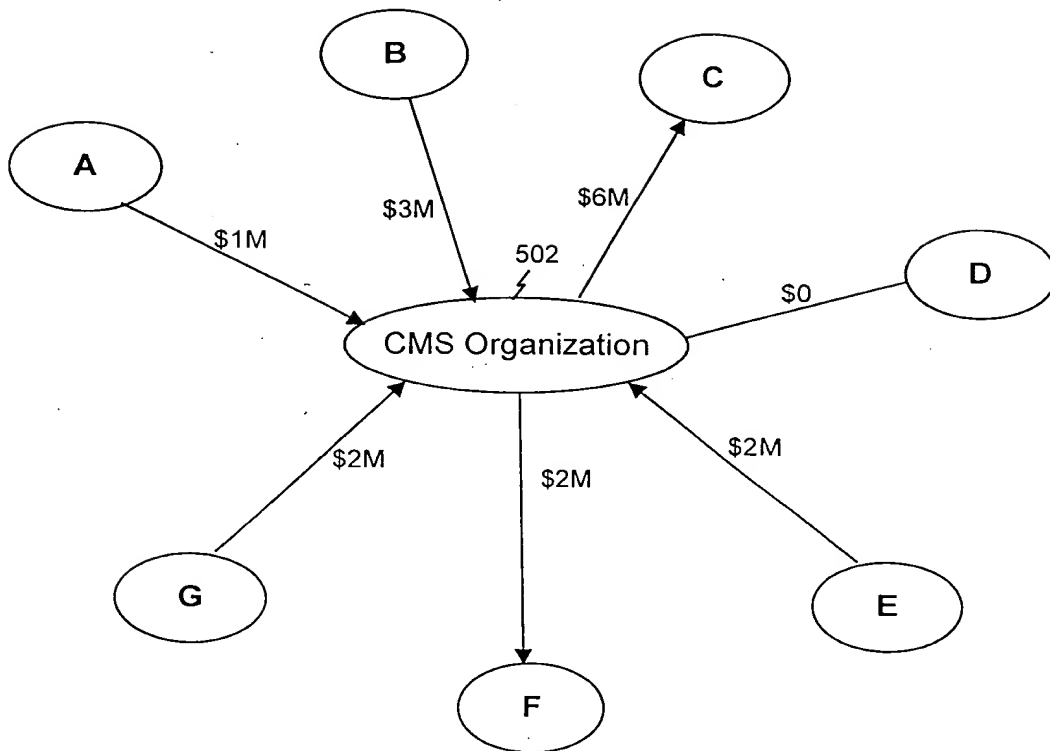 B
C
A
$3M
$6M
$1M
502
D
$0
CMS Organization
$2M
$2M
$2M
G
E
F